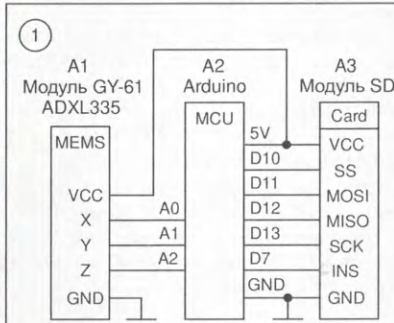 1
A1
Модуль GY-61
ADXL335
A2
Arduino
A3
Модуль SD
MEMS
MCU
Card
VCC
5V
VCC
D10
SS
D11
MOSI
X
A0
D12
MISO
Y
A1
D13
SCK
Z
A2
D7
INS
GND
GND
GND